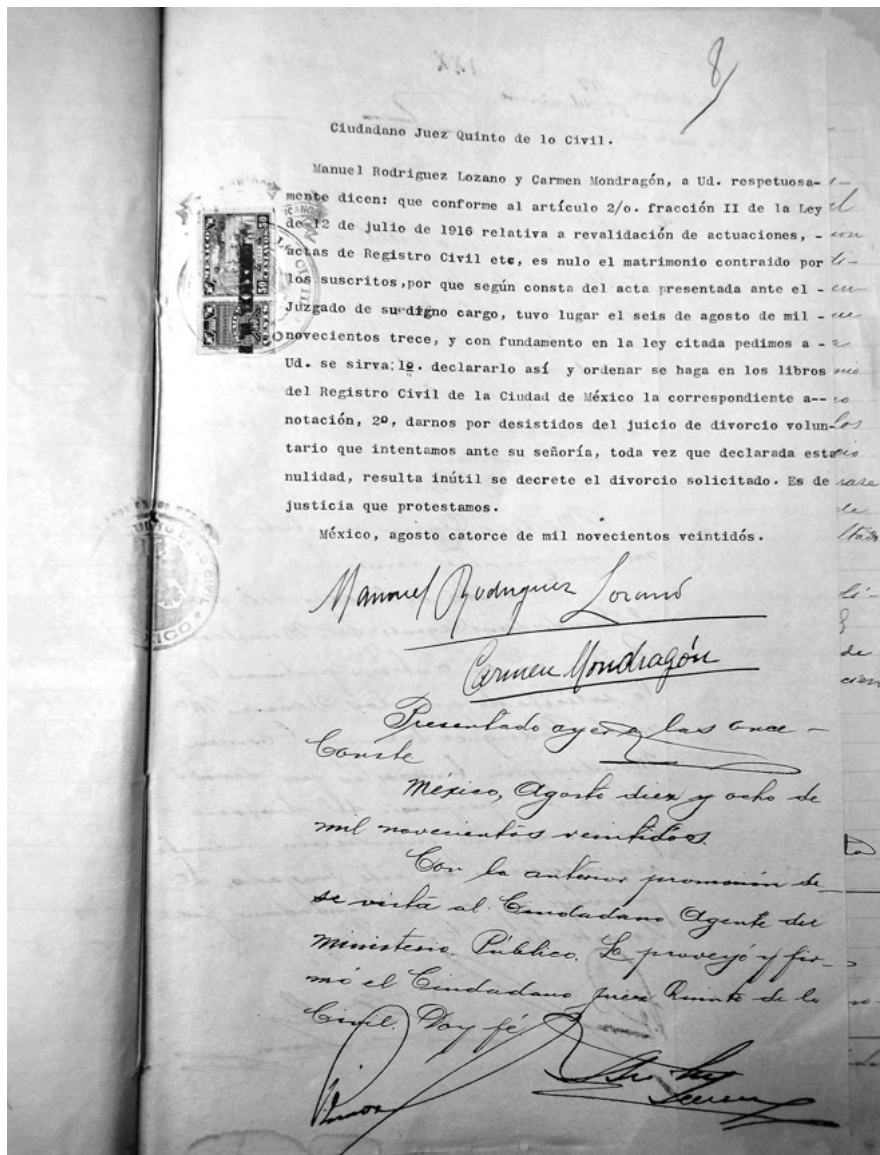 8
Ciudadano Juez Quinto de lo Civil.
Manuel Rodriguez Lozano y Carmen Mondragón, a Ud. respetuosa-
mente dicen: que conforme al artículo 2/o. fracción II de la Ley
de 12 de julio de 1916 relativa a revalidación de actuaciones, -
actas de Registro Civil etc, es nulo el matrimonio contraido por
los suscritos,por que según consta del acta presentada ante el -
Juzgado de su digno cargo, tuvo lugar el seis de agosto de mil -
novecientos trece, y con fundamento en la ley citada pedimos a -
Ud. se sirva:1º. declararlo así y ordenar se haga en los libros
del Registro Civil de la Ciudad de México la correspondiente a--
notación, 2º, darnos por desistidos del juicio de divorcio volun-
tario que intentamos ante su señoría, toda vez que declarada esta
nulidad, resulta inútil se decrete el divorcio solicitado. Es de
justicia que protestamos.
México, agosto catorce de mil novecientos veintidós.
Manuel Rodriguez Lozano
Carmen Mondragón
Presentado ayer a las once -
Conste
México, Agosto diez y ocho de
mil novecientos veintidos.
Con la anterior promoción de-
se vista al Ciudadano Agente del
Ministerio Público. Lo proveyó y fir-
mó el Ciudadano Juez Quinto de lo
Civil. Doy fé